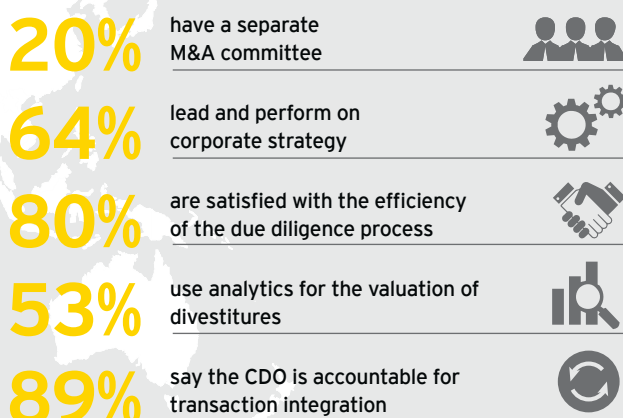 20%
have a separate
M&A committee
64%
lead and perform on
corporate strategy
80%
are satisfied with the efficiency
of the due diligence process
53%
use analytics for the valuation of
divestitures
89%
say the CDO is accountable for
transaction integration